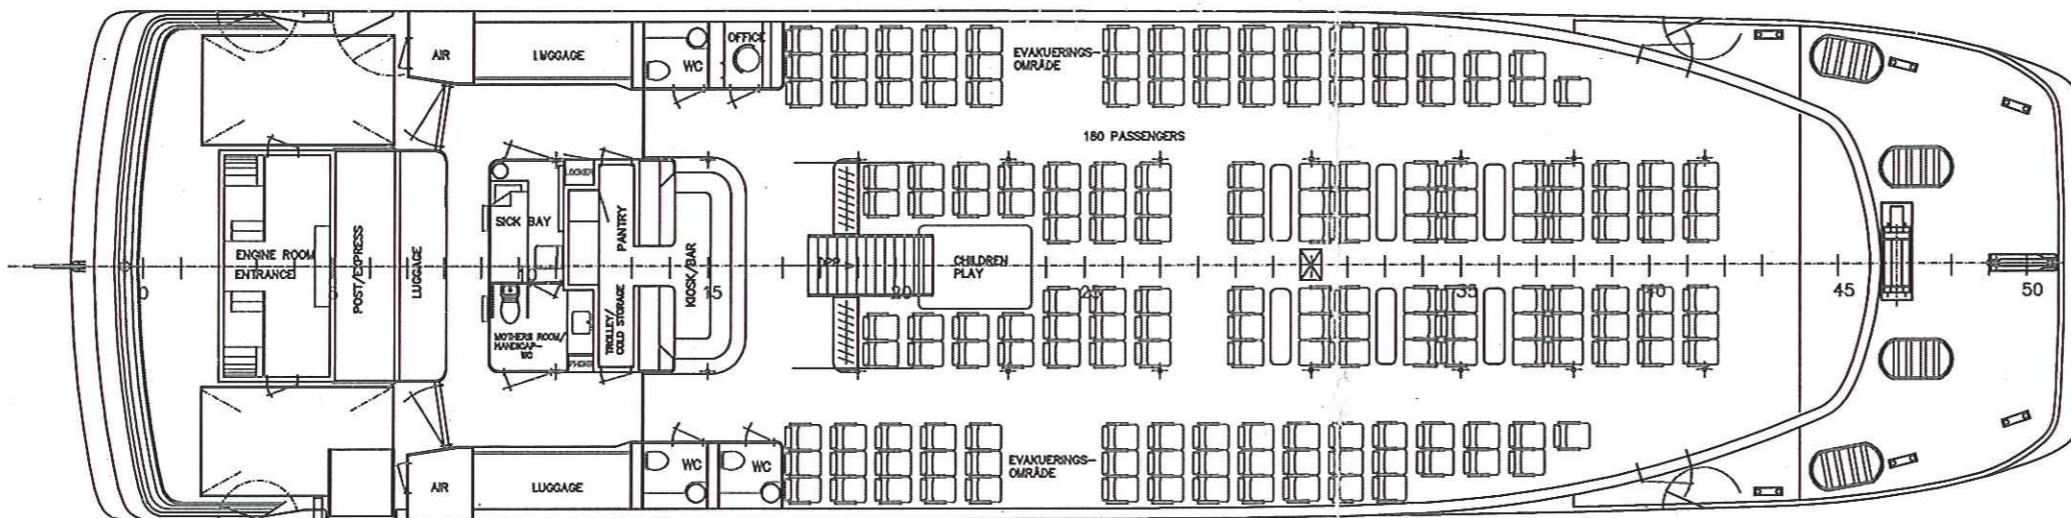 AIR
LUGGAGE
WC
OFFICE
EVAKUERINGS-
OMRÅDE
180 PASSENGERS
ENGINE ROOM
ENTRANCE
POST/EXPRESS
LUGGAGE
SICK BAY
LOCKER
PANTRY
KIOSK/BAR
MOTHERS ROOM/
HANDICAP-
WC
TROLLEY/
COLD STORAGE
CHILDREN
PLAY
0
15
20
25
35
40
45
50
AIR
LUGGAGE
WC
WC
EVAKUERINGS-
OMRÅDE